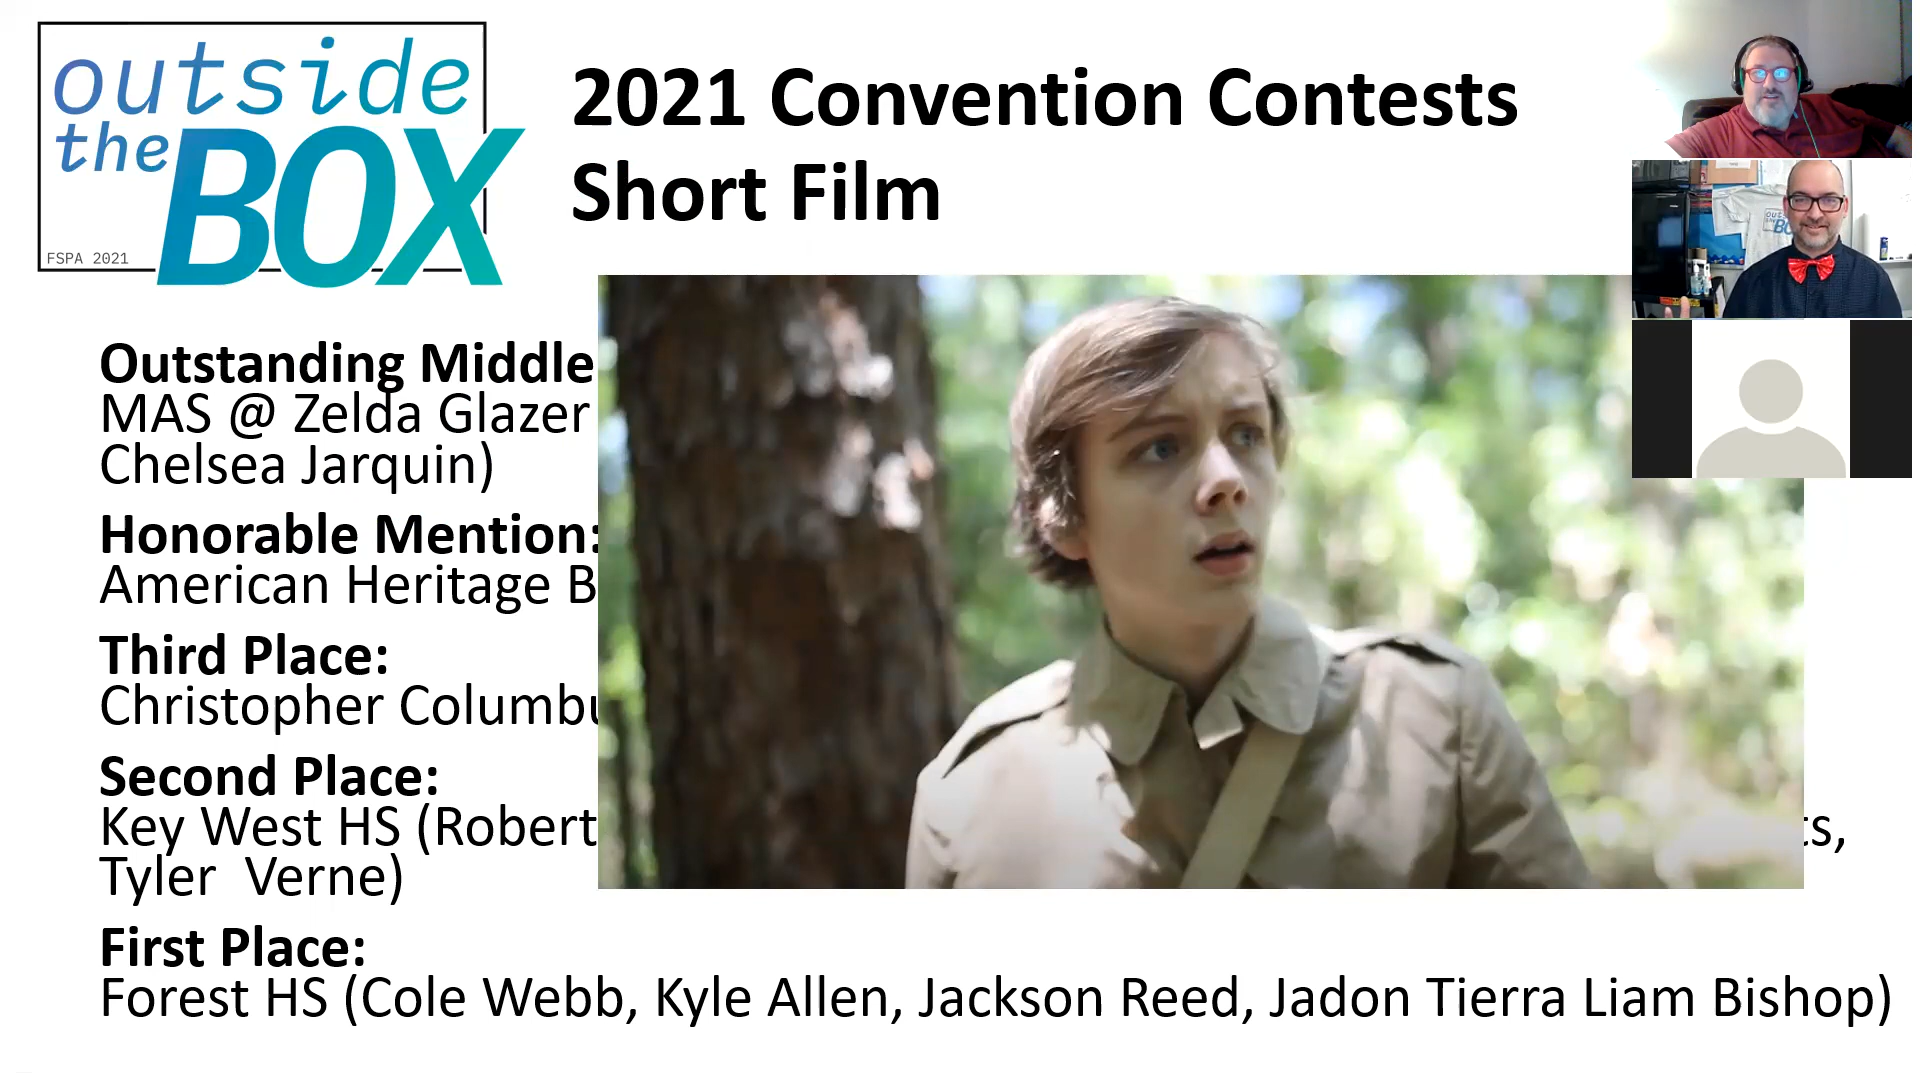 outside
the
BOX
FSPA 2021
2021 Convention Contests
Short Film
Outstanding Middle
MAS @ Zelda Glazer
Chelsea Jarquin)
Honorable Mention:
American Heritage B
Third Place:
Christopher Columbu
Second Place:
Key West HS (Robert ts,
Tyler Verne)
First Place:
Forest HS (Cole Webb, Kyle Allen, Jackson Reed, Jadon Tierra Liam Bishop)